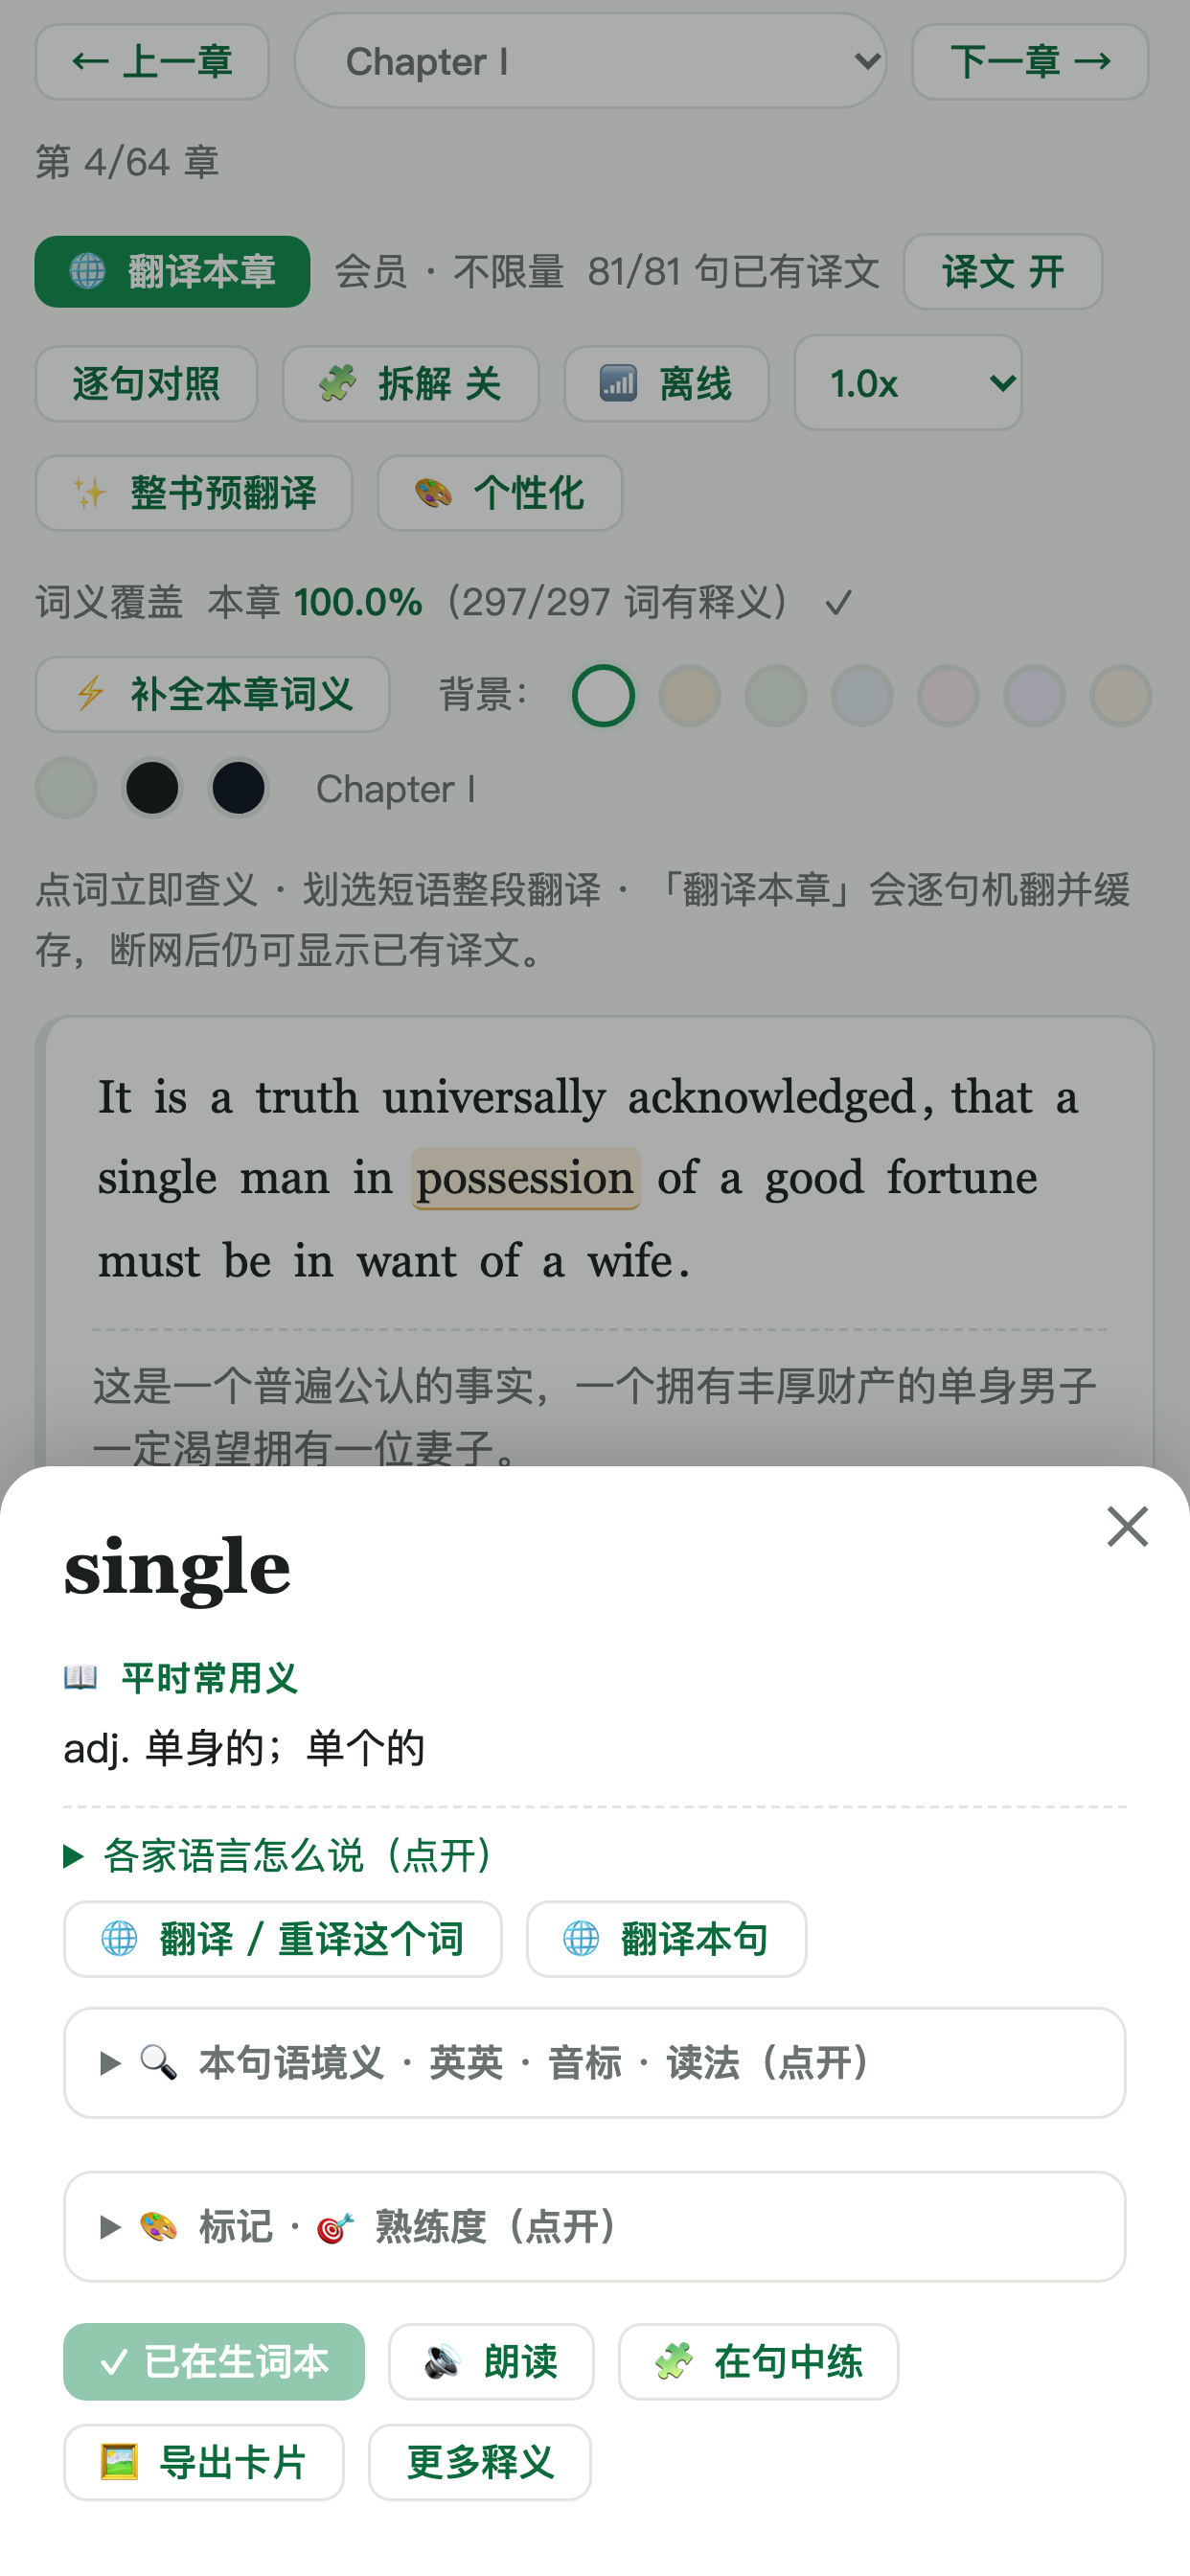 ← 上一章
Chapter I
下一章 →
第 4/64 章
🌐 翻译本章 会员 · 不限量 81/81 句已有译文 译文 开
逐句对照 🧩 拆解 关 📶 离线 1.0x
✨ 整书预翻译 🎨 个性化
词义覆盖 本章 100.0%（297/297 词有释义） ✓
⚡ 补全本章词义 背景：
Chapter I
点词立即查义 · 划选短语整段翻译 · 「翻译本章」会逐句机翻并缓
存，断网后仍可显示已有译文。
It is a truth universally acknowledged, that a
single man in possession of a good fortune
must be in want of a wife.
这是一个普遍公认的事实，一个拥有丰厚财产的单身男子
一定渴望拥有一位妻子。
single
📖 平时常用义
adj. 单身的；单个的
▶ 各家语言怎么说（点开）
🌐 翻译 / 重译这个词 🌐 翻译本句
▶ 🔍 本句语境义 · 英英 · 音标 · 读法（点开）
▶ 🎨 标记 · 🎯 熟练度（点开）
✓ 已在生词本 🔊 朗读 🧩 在句中练
🖼️ 导出卡片 更多释义